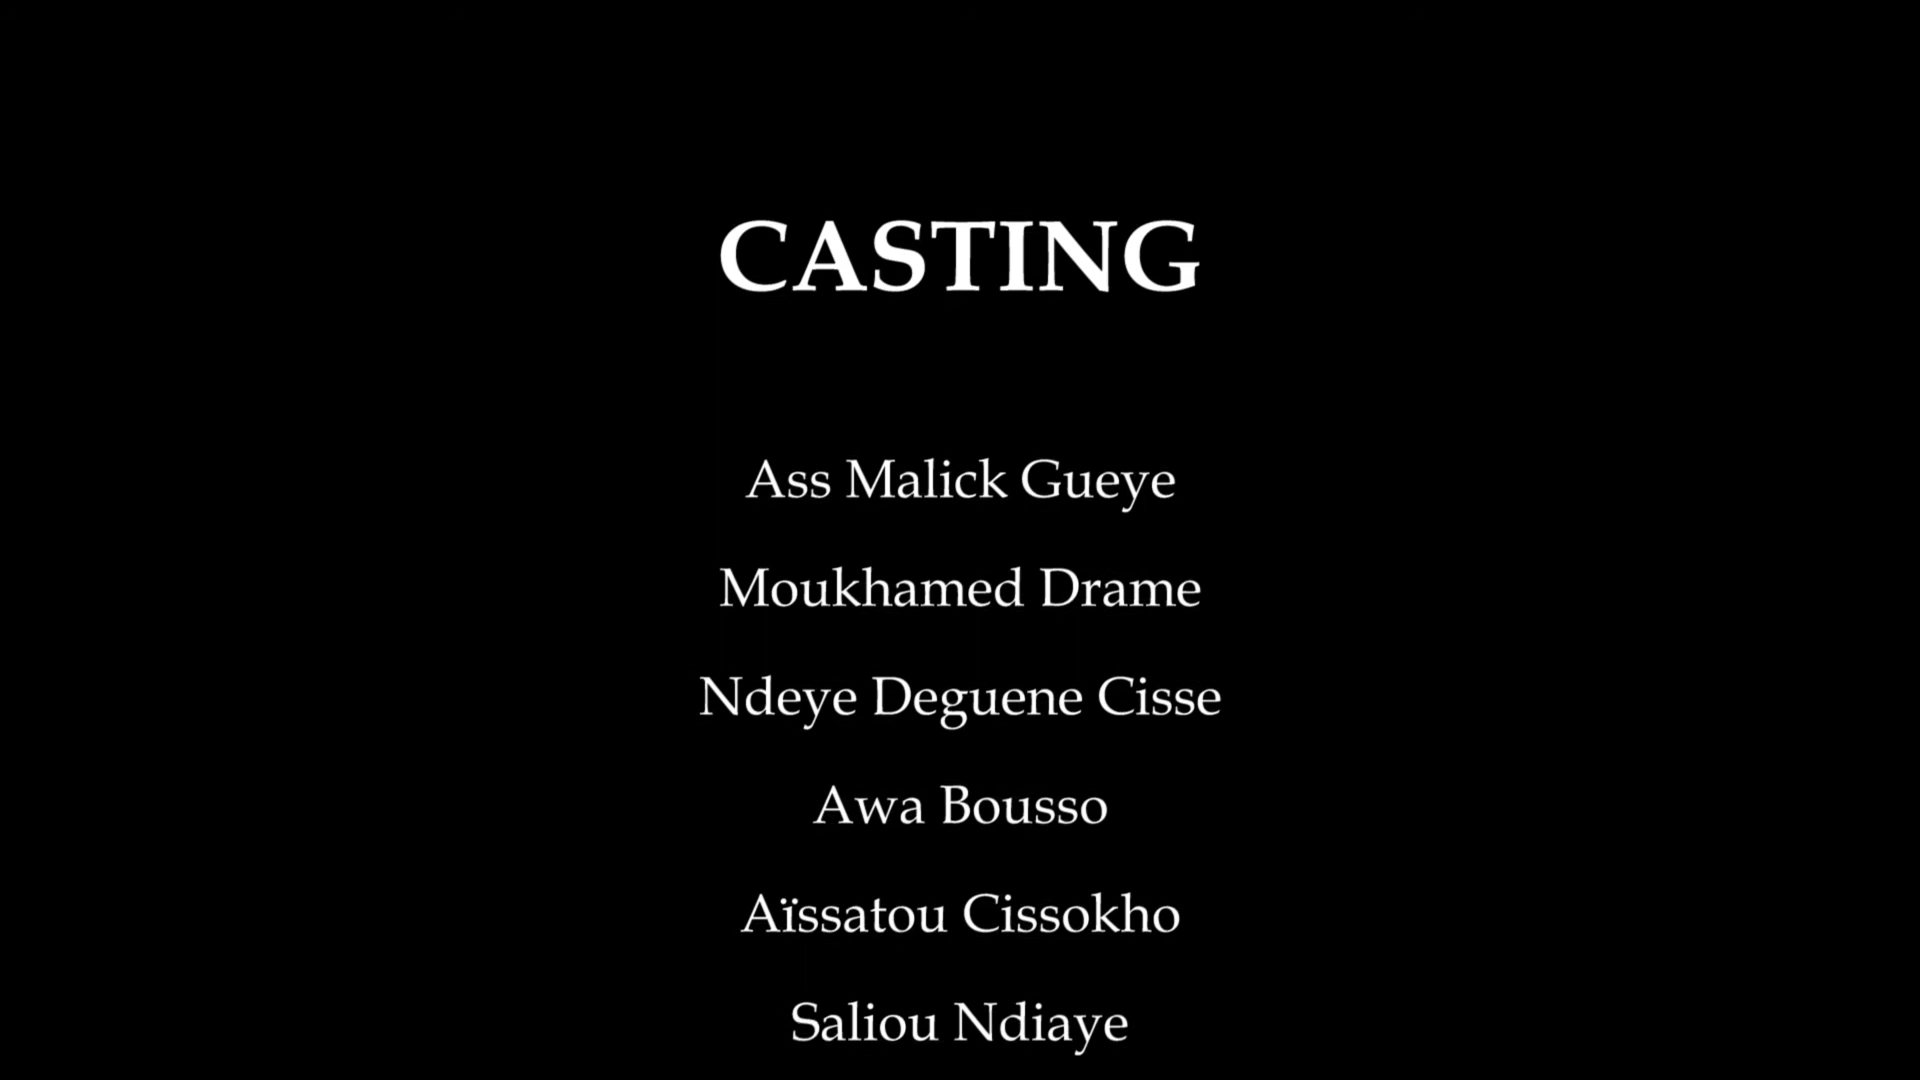 CASTING
Ass Malick Gueye
Moukhamed Drame
Ndeye Deguene Cisse
Awa Bousso
Aïssatou Cissokho
Saliou Ndiaye